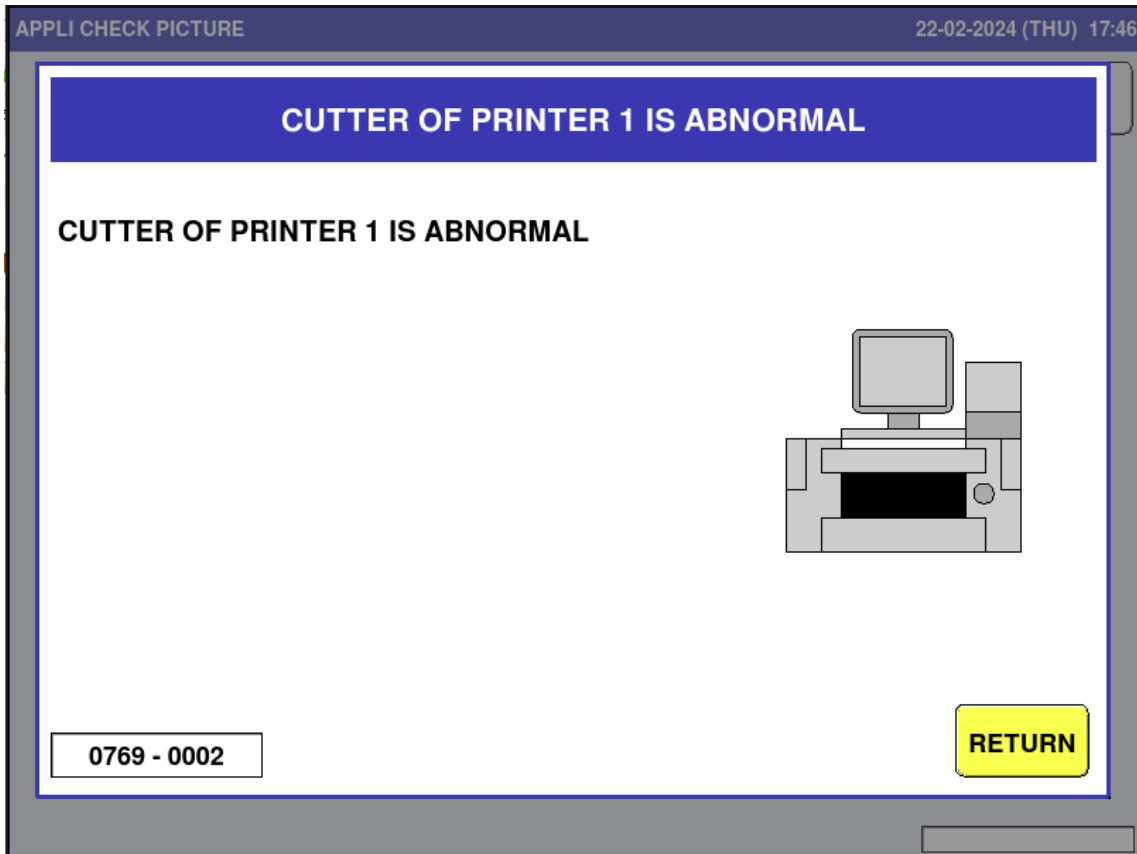 APPLI CHECK PICTURE 22-02-2024 (THU) 17:46
CUTTER OF PRINTER 1 IS ABNORMAL
CUTTER OF PRINTER 1 IS ABNORMAL
0769 - 0002
RETURN